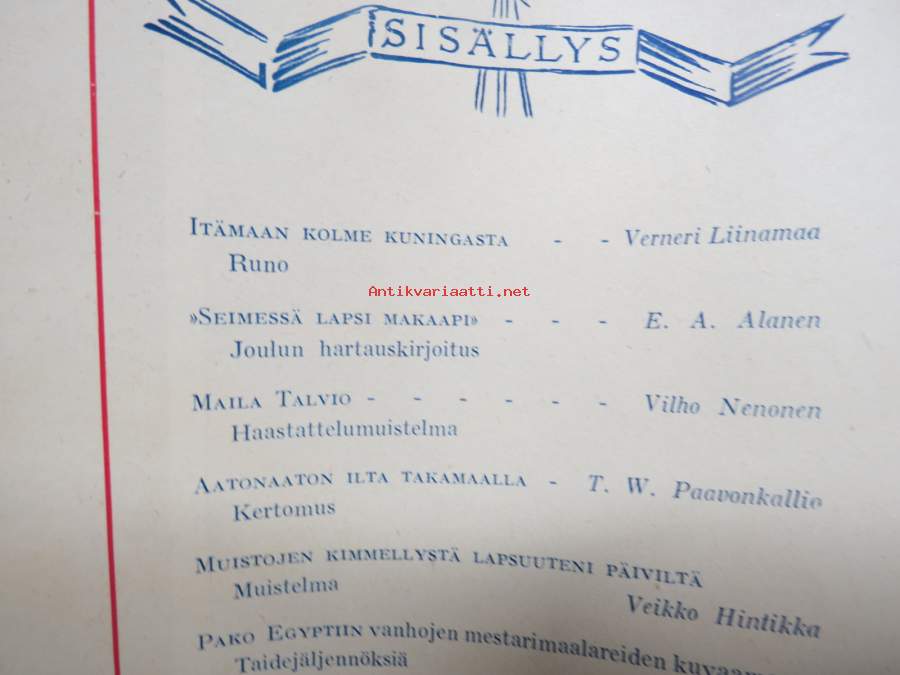 SISÄLLYS
ITÄMAAN KOLME KUNINGASTA - - Verneri Liinamaa
Runo
Antikvariaatti.net
»SEIMESSÄ LAPSI MAKAAPI» - - - E. A. Alanen
Joulun hartauskirjoitus
MAILA TALVIO - - - - - - Vilho Nenonen
Haastattelumuistelma
AATONAATON ILTA TAKAMAALLA - T. W. Paavonkallio
Kertomus
MUISTOJEN KIMMELLYSTÄ LAPSUUTENI PÄIVILTÄ
Muistelma Veikko Hintikka
PAKO EGYPTIIN vanhojen mestarimaalareiden
Taidejäljennöksiä